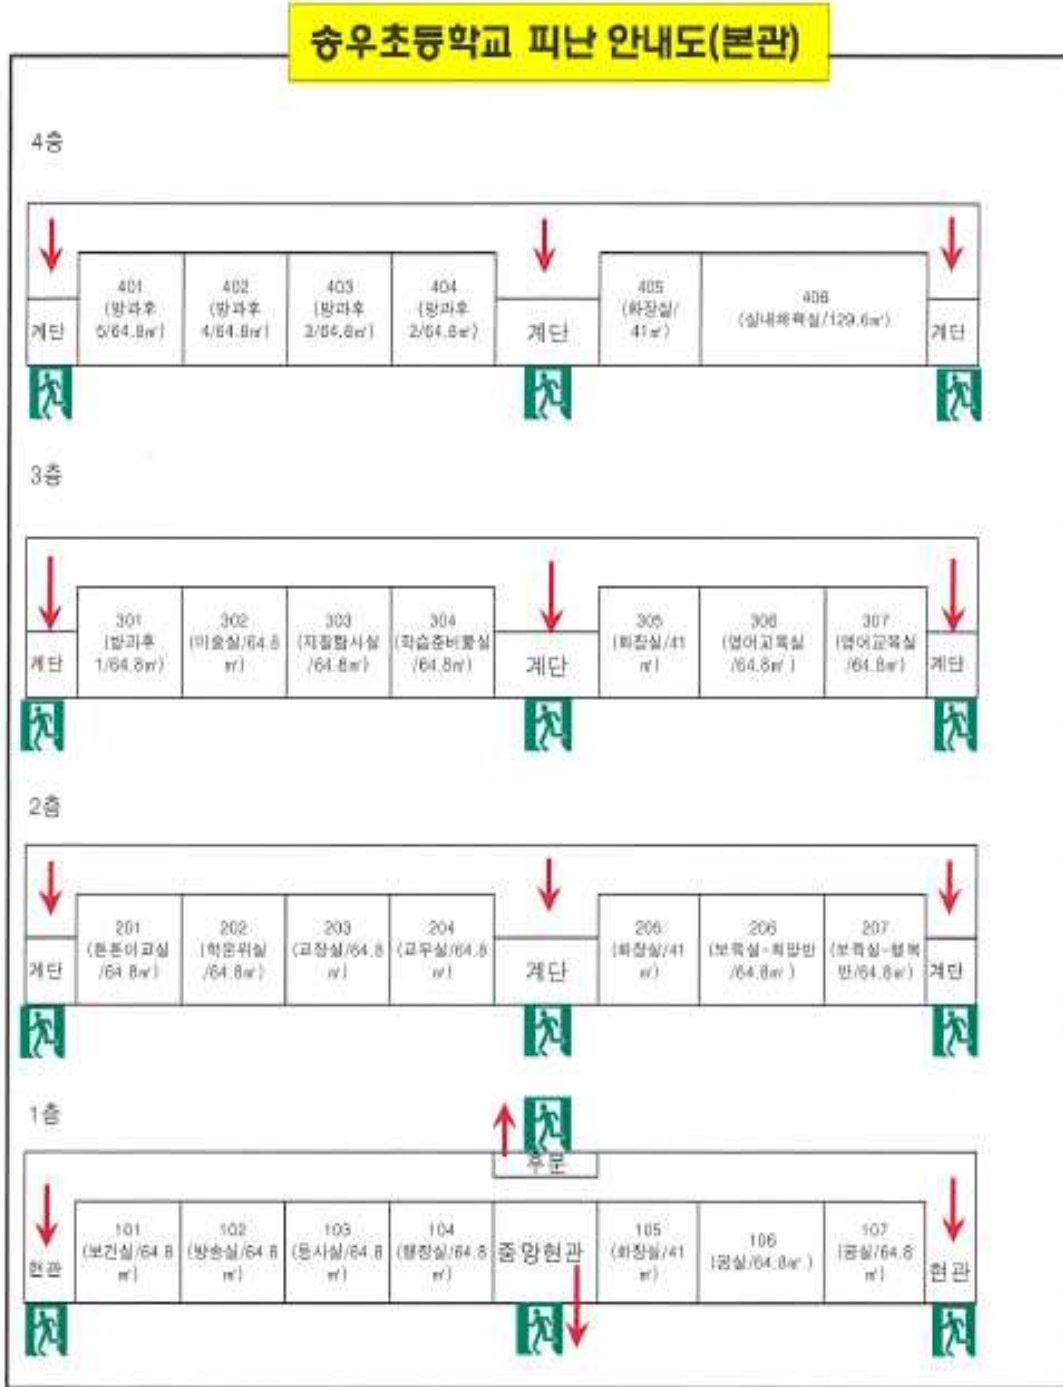 송우초등학교 피난 안내도(본관)
4층
401
(방과후
5/64.8㎡)
402
(방과후
4/64.8㎡)
403
(방과후
3/64.8㎡)
404
(방과후
2/64.8㎡)
405
(화장실/
41㎡)
406
(실내체육실/129.6㎡)
계단
계단
계단
3층
301
(방과후
1/64.8㎡)
302
(미술실/64.8
㎡)
303
(자질탐사실
/64.8㎡)
304
(학습준비물실
/64.8㎡)
305
(화장실/41
㎡)
306
(영어교육실
/64.8㎡)
307
(영어교육실
/64.8㎡)
계단
계단
계단
2층
201
(튼튼이교실
/64.8㎡)
202
(학운위실
/64.8㎡)
203
(교장실/64.8
㎡)
204
(교무실/64.8
㎡)
205
(화장실/41
㎡)
206
(보육실-희망반
/64.8㎡)
207
(보육실-행복
반/64.8㎡)
계단
계단
계단
1층
후문
101
(보건실/64.8
㎡)
102
(방송실/64.8
㎡)
103
(등사실/64.8
㎡)
104
(행정실/64.8
㎡)
중앙현관
105
(화장실/41
㎡)
106
(공실/64.8㎡)
107
(공실/64.8
㎡)
현관
현관